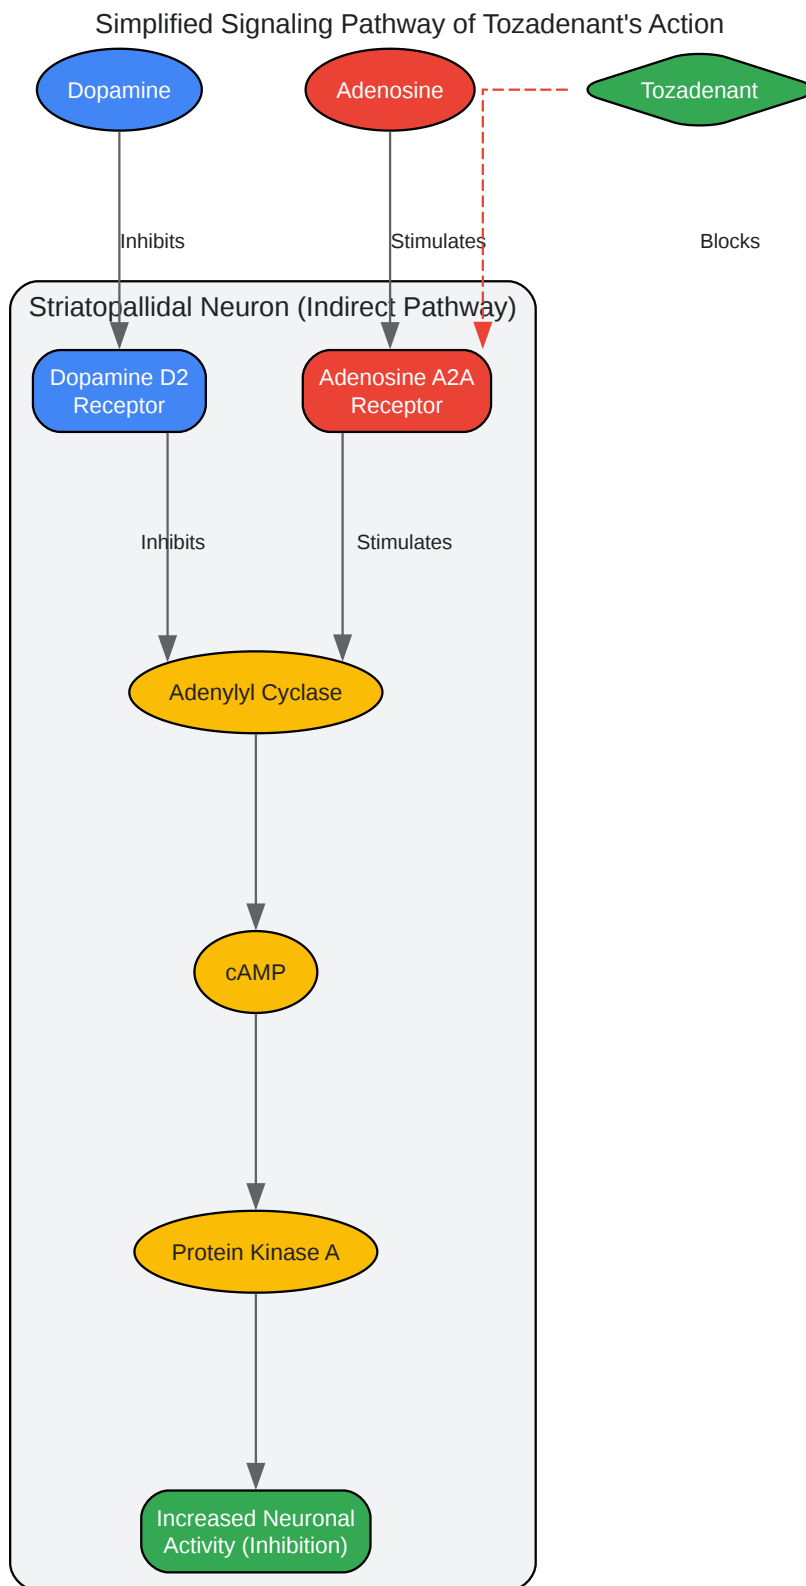 Simplified Signaling Pathway of Tozadenant's Action
Dopamine
Adenosine
Tozadenant
Inhibits
Stimulates
Blocks
Striatopallidal Neuron (Indirect Pathway)
Dopamine D2
Receptor
Adenosine A2A
Receptor
Inhibits
Stimulates
Adenylyl Cyclase
cAMP
Protein Kinase A
Increased Neuronal
Activity (Inhibition)